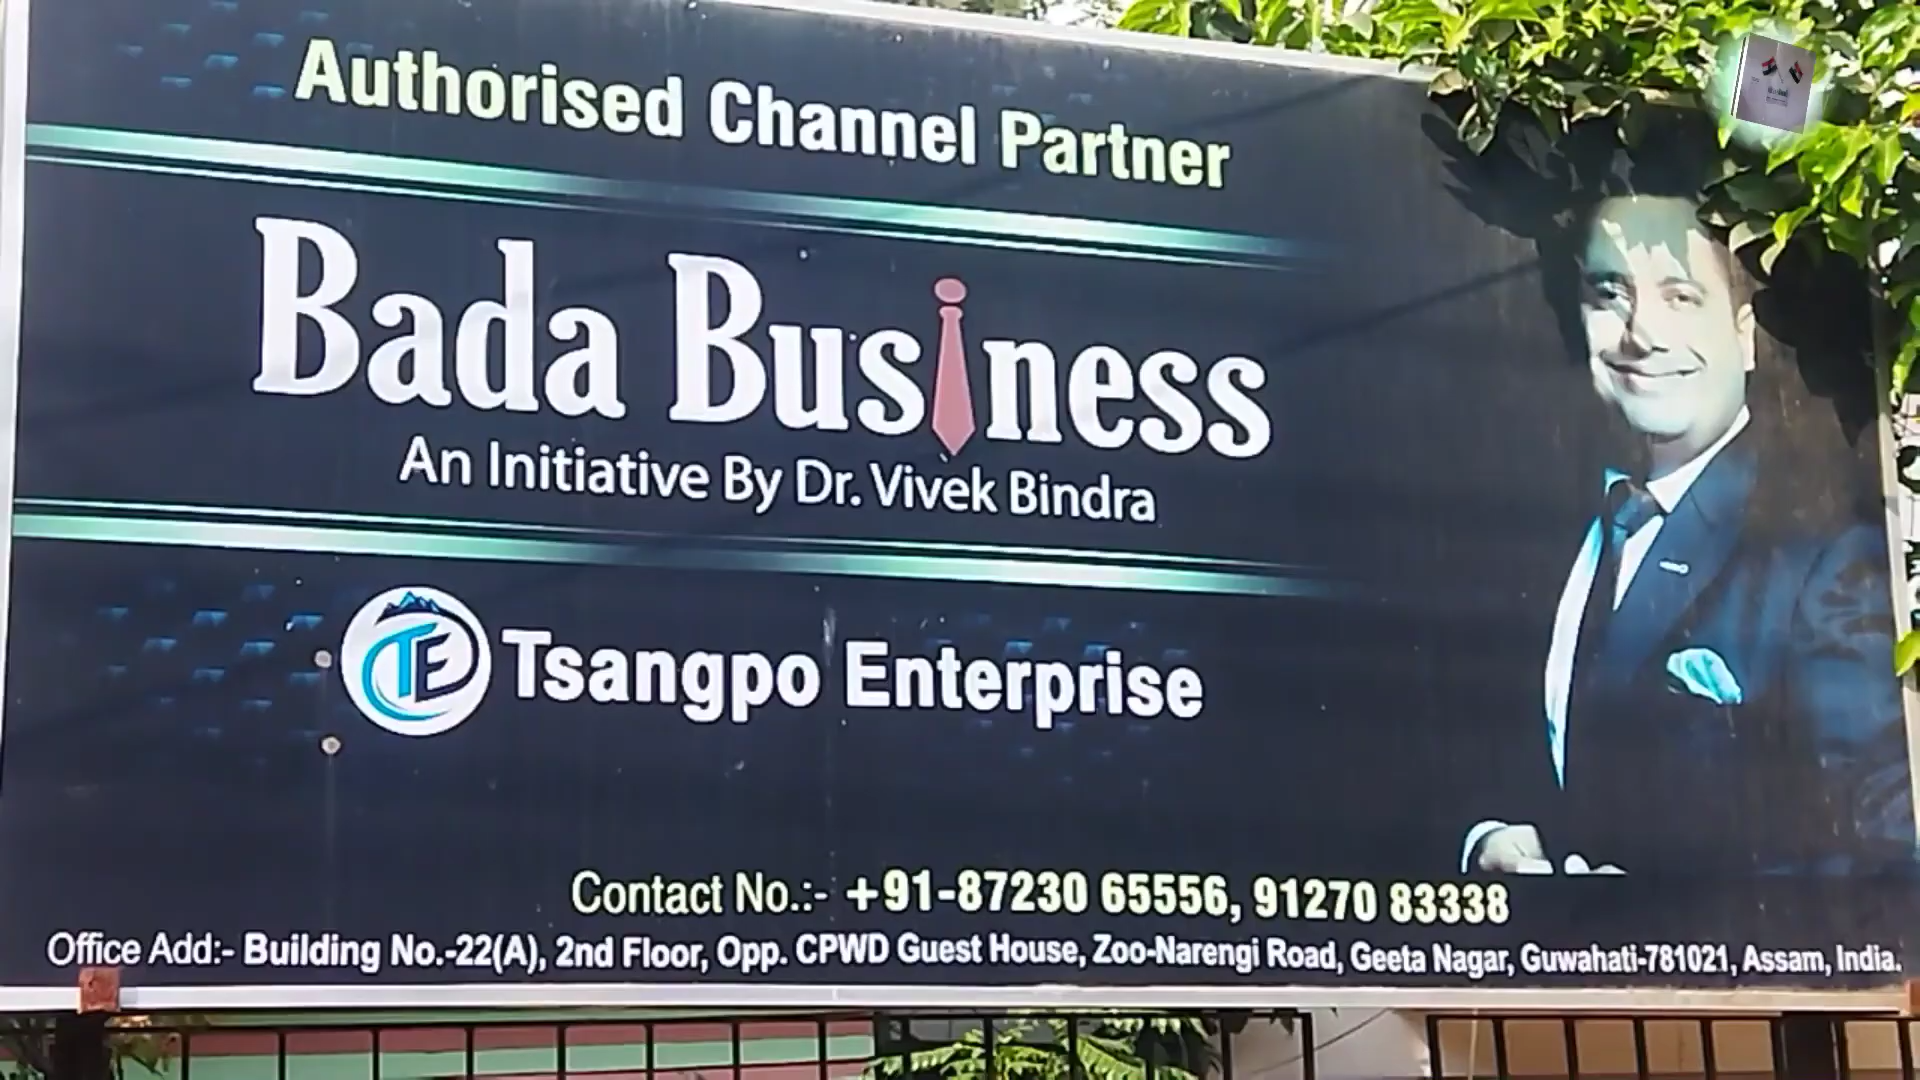 Authorised Channel Partner
Bada Business
An Initiative By Dr. Vivek Bindra
TE Tsangpo Enterprise
Contact No.:- +91-87230 65556, 91270 83338
Office Add:- Building No.-22(A), 2nd Floor, Opp. CPWD Guest House, Zoo-Narengi Road, Geeta Nagar, Guwahati-781021, Assam, India.